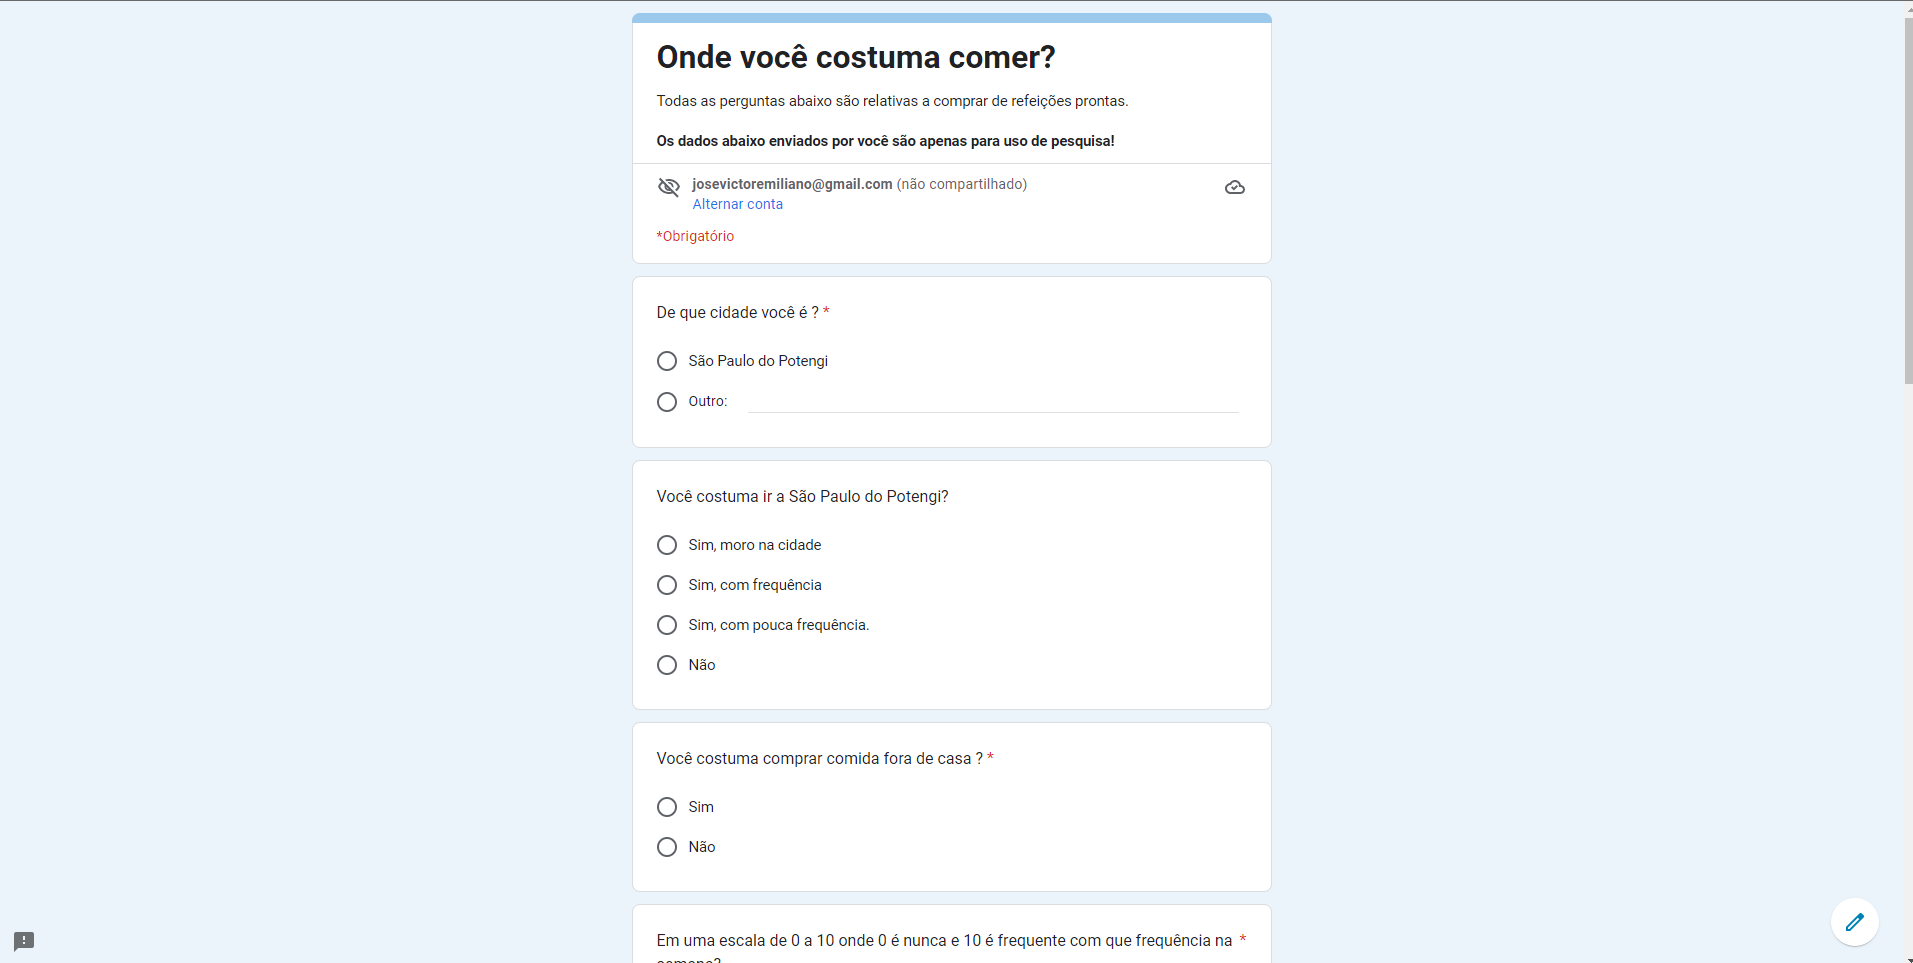 Onde você costuma comer?
Todas as perguntas abaixo são relativas a comprar de refeições prontas.
Os dados abaixo enviados por você são apenas para uso de pesquisa!
josevictoremiliano@gmail.com (não compartilhado)
Alternar conta
*Obrigatório
De que cidade você é ? *
São Paulo do Potengi
Outro:
Você costuma ir a São Paulo do Potengi?
Sim, moro na cidade
Sim, com frequência
Sim, com pouca frequência.
Não
Você costuma comprar comida fora de casa ? *
Sim
Não
Em uma escala de 0 a 10 onde 0 é nunca e 10 é frequente com que frequência na *
semana?